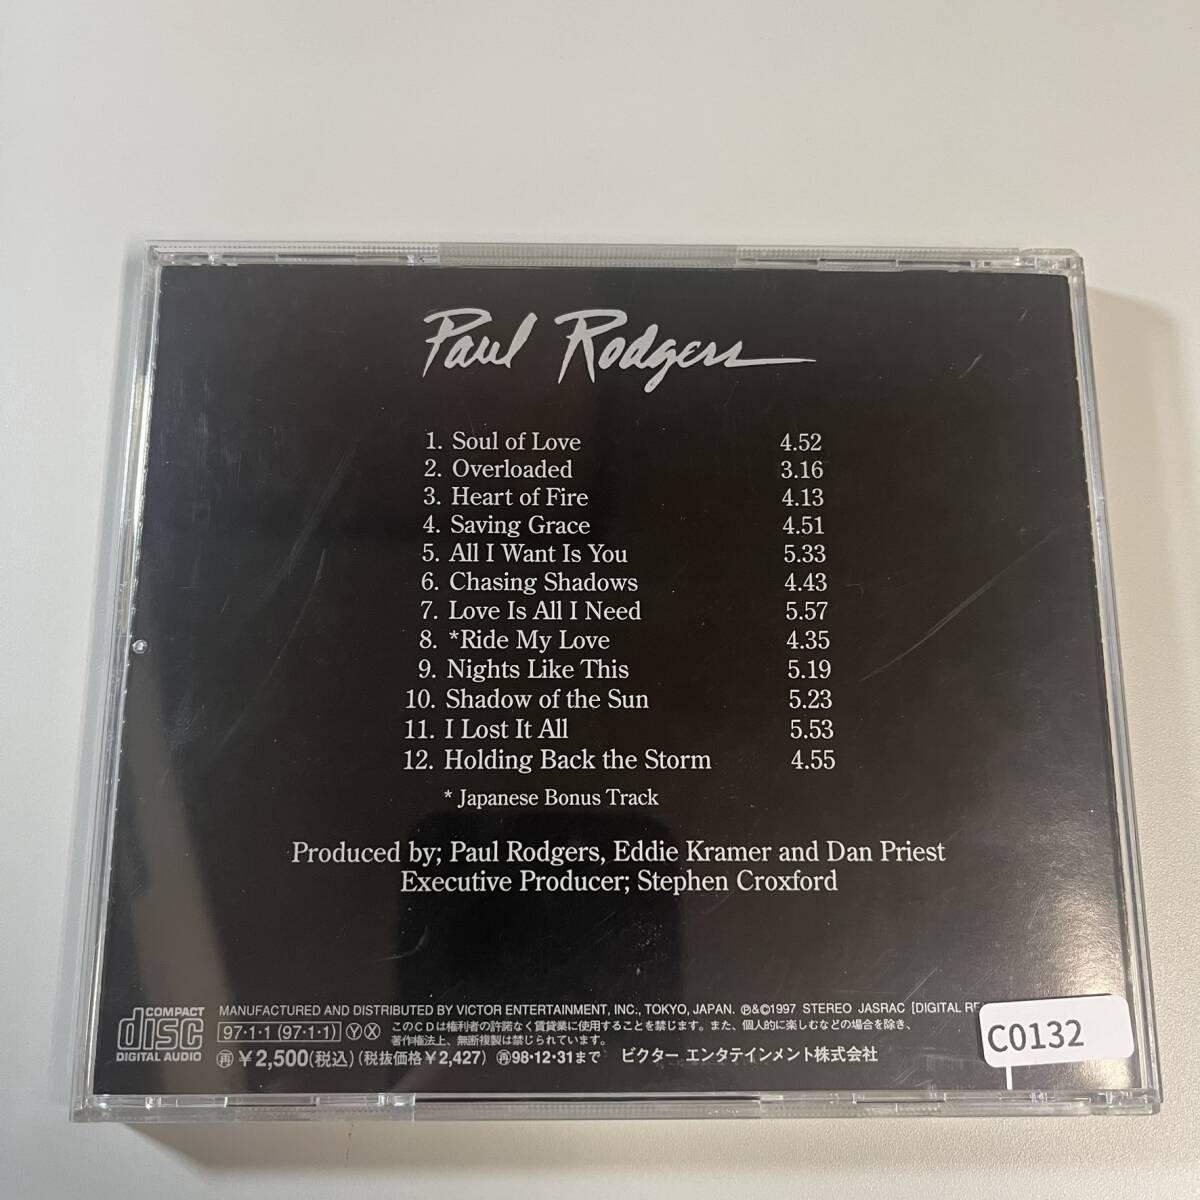 Paul Rodgers
1. Soul of Love 4.52
2. Overloaded 3.16
3. Heart of Fire 4.13
4. Saving Grace 4.51
5. All I Want Is You 5.33
6. Chasing Shadows 4.43
7. Love Is All I Need 5.57
8. *Ride My Love 4.35
9. Nights Like This 5.19
10. Shadow of the Sun 5.23
11. I Lost It All 5.53
12. Holding Back the Storm 4.55
* Japanese Bonus Track
Produced by; Paul Rodgers, Eddie Kramer and Dan Priest
Executive Producer; Stephen Croxford
COMPACT disc DIGITAL AUDIO
MANUFACTURED AND DISTRIBUTED BY VICTOR ENTERTAINMENT, INC., TOKYO, JAPAN. ℗&©1997 STEREO JASRAC [DIGITAL
97・1・1 (97・1・1) Ⓨ Ⓧ このCDは権利者の許諾なく賃貸業に使用することを禁じます。また、個人的に楽しむなどの場合を除き、
著作権法上、無断複製は禁じられています。
㊢¥2,500(税込)(税抜価格¥2,427) ㊢98・12・31まで ビクター エンタテインメント株式会社
C0132